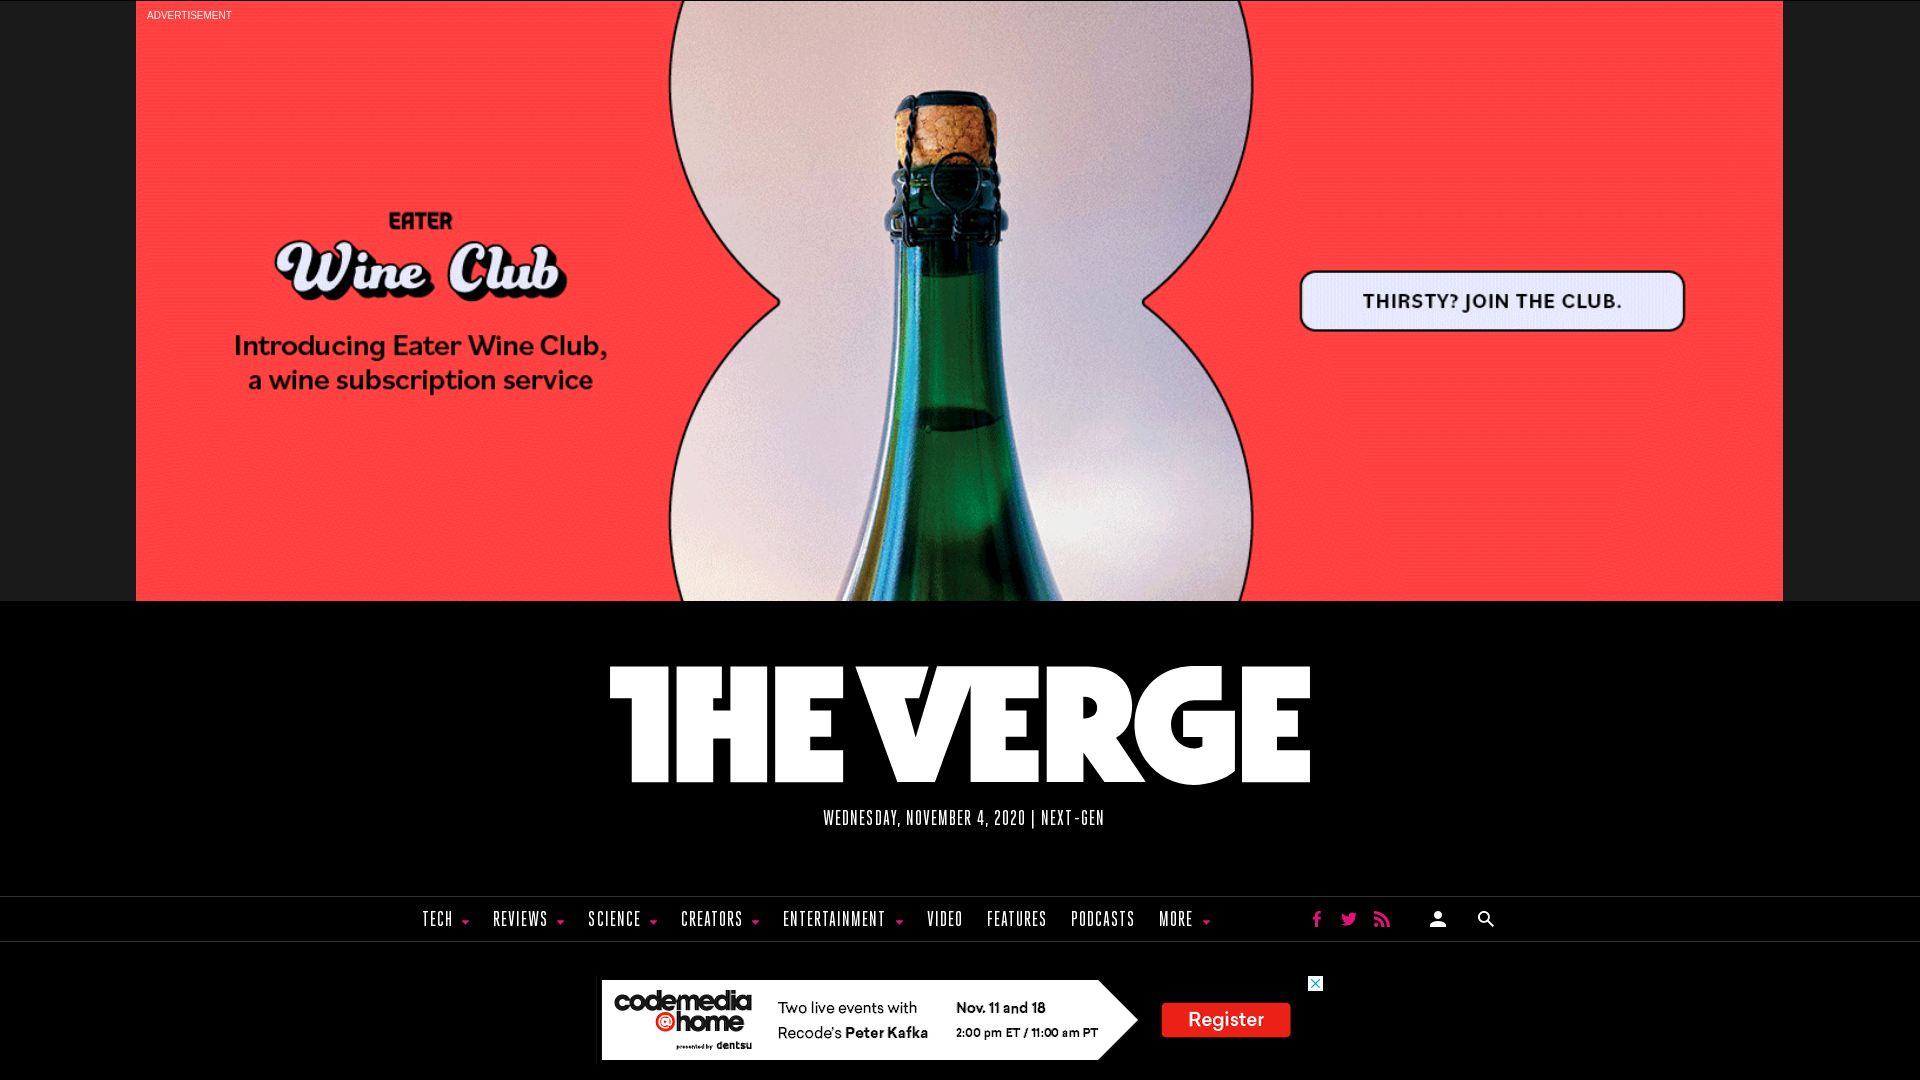 ADVERTISEMENT
EATER
Wine Club
Introducing Eater Wine Club,
a wine subscription service
THIRSTY? JOIN THE CLUB.
THE VERGE
WEDNESDAY, NOVEMBER 4, 2020 | NEXT-GEN
TECH REVIEWS SCIENCE CREATORS ENTERTAINMENT VIDEO FEATURES PODCASTS MORE
codemedia
@home
presented by dentsu
Two live events with
Recode's Peter Kafka
Nov. 11 and 18
2:00 pm ET / 11:00 am PT
Register